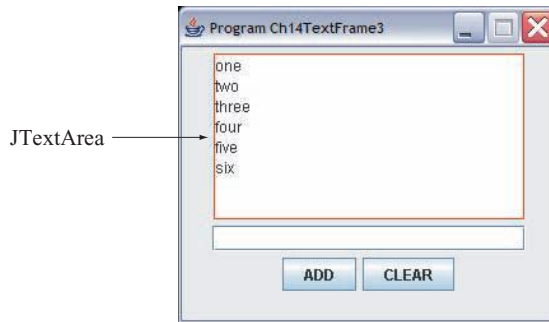 Program Ch14TextFrame3
one
two
three
four
five
six
JTextArea
ADD CLEAR